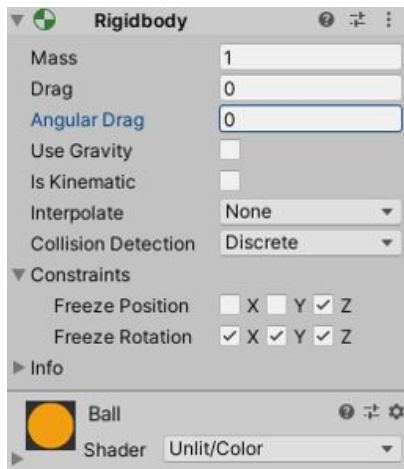 Rigidbody
Mass 1
Drag 0
Angular Drag 0
Use Gravity
Is Kinematic
Interpolate None
Collision Detection Discrete
Constraints
Freeze Position X Y Z
Freeze Rotation X Y Z
Info
Ball
Shader Unlit/Color